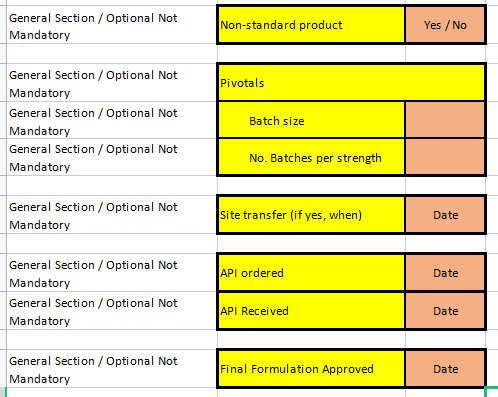 General Section / Optional Not
Mandatory
Non-standard product
Yes / No
General Section / Optional Not
Mandatory
Pivotals
General Section / Optional Not
Mandatory
Batch size
General Section / Optional Not
Mandatory
No. Batches per strength
General Section / Optional Not
Mandatory
Site transfer (if yes, when)
Date
General Section / Optional Not
Mandatory
API ordered
Date
General Section / Optional Not
Mandatory
API Received
Date
General Section / Optional Not
Mandatory
Final Formulation Approved
Date